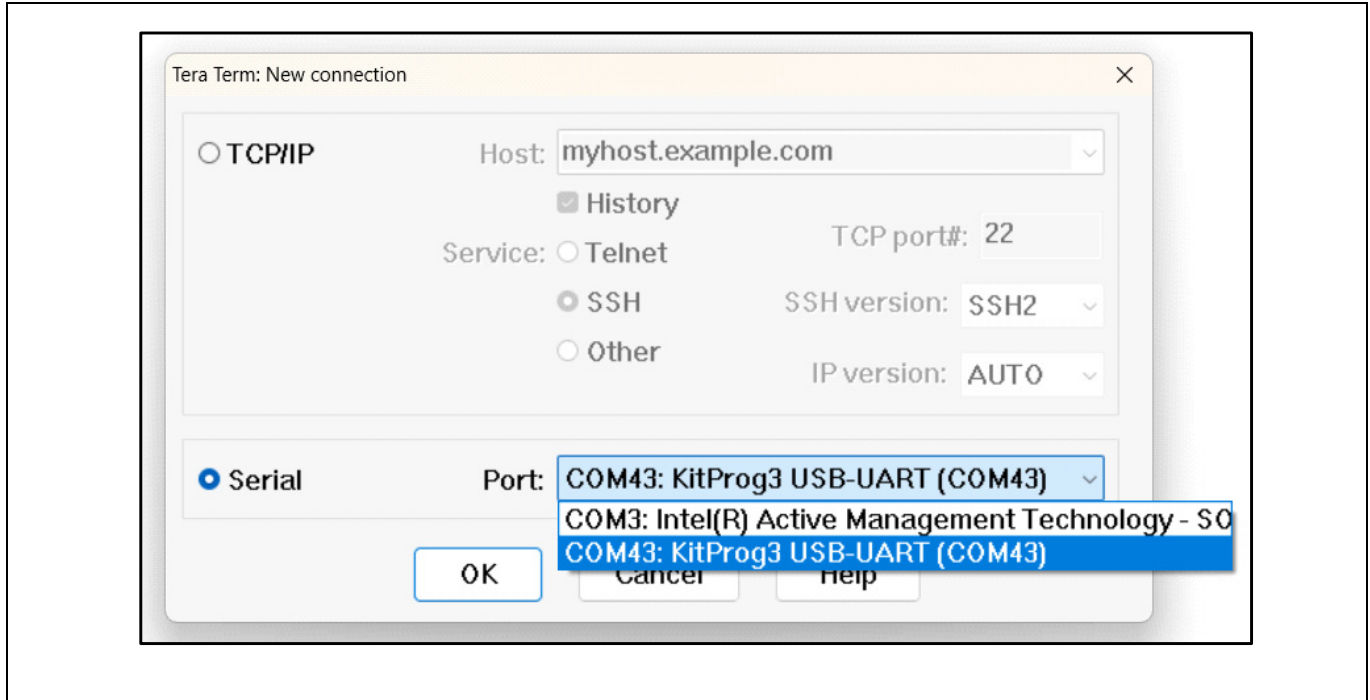 Tera Term: New connection
TCP/IP
Host: myhost.example.com
History
TCP port#: 22
Service: Telnet
SSH
SSH version: SSH2
Other
IP version: AUTO
Serial
Port: COM43: KitProg3 USB-UART (COM43)
COM3: Intel(R) Active Management Technology - SO
COM43: KitProg3 USB-UART (COM43)
OK
Cancel
Help